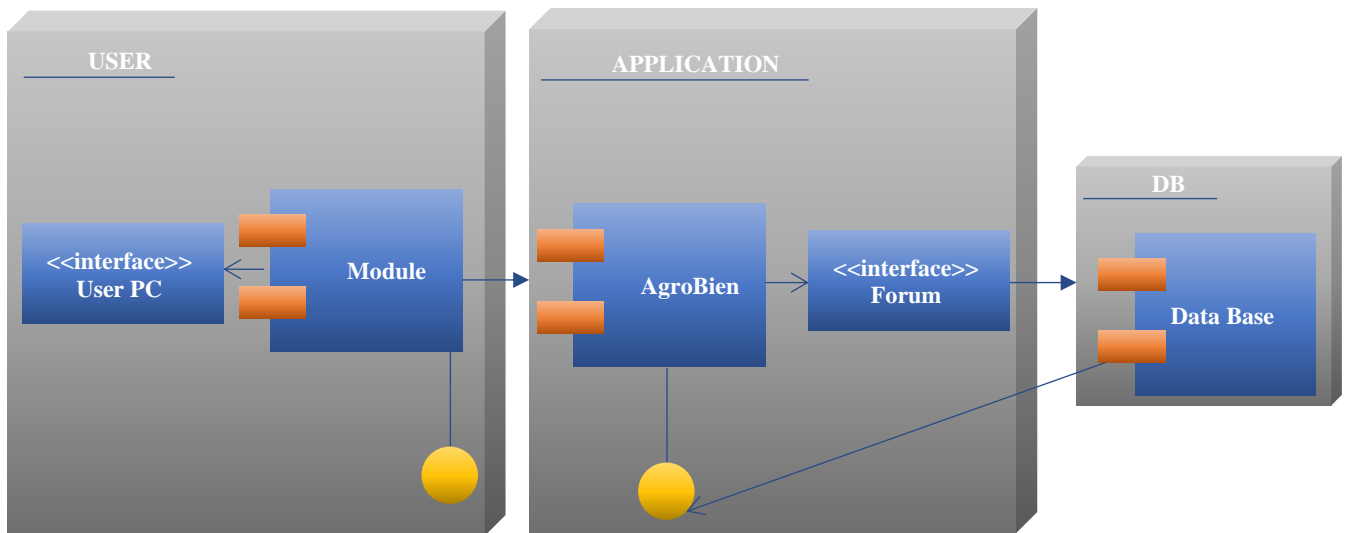 USER
<<interface>>
User PC
Module
APPLICATION
AgroBien
<<interface>>
Forum
DB
Data Base